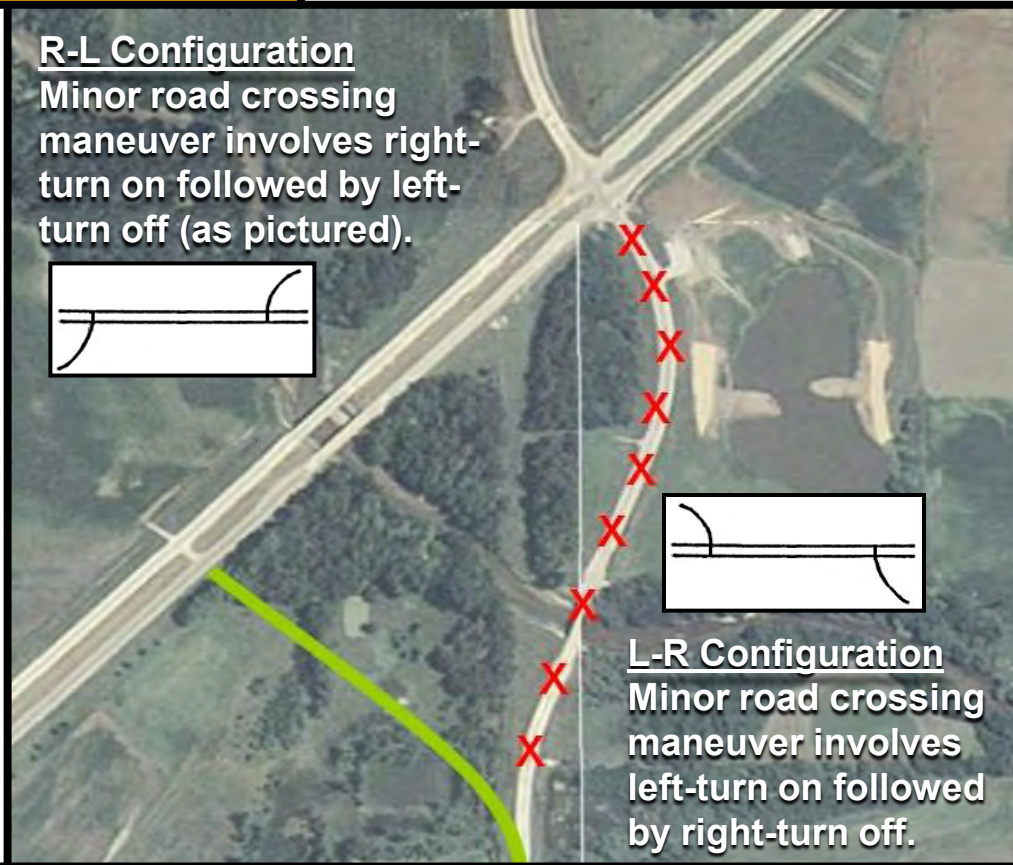 R-L Configuration
Minor road crossing
maneuver involves right-
turn on followed by left-
turn off (as pictured).
X
X
X
X
X
X
X
X
X
L-R Configuration
Minor road crossing
maneuver involves
left-turn on followed
by right-turn off.